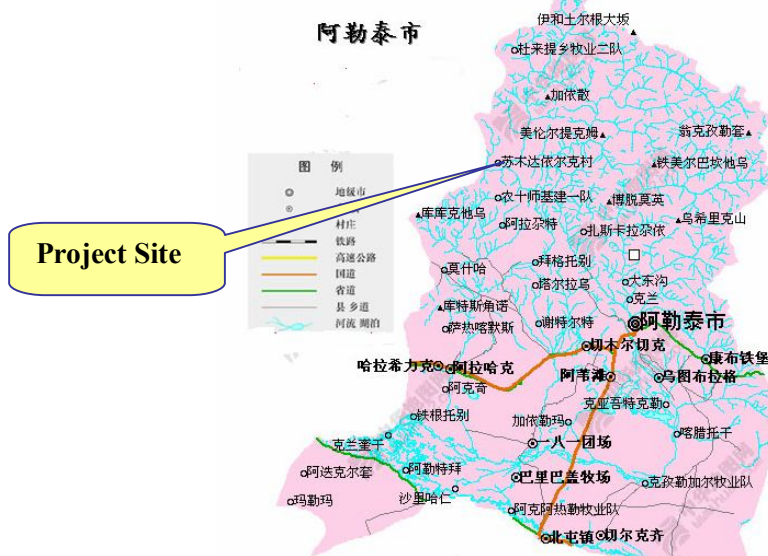 阿勒泰市
伊和土尔根大坂
杜来提乡牧业二队
加依散
美伦尔提克姆
翁克孜勒套
苏木达依尔克村
铁美尔巴坎他乌
农十师基建一队
博脱莫英
库库克他乌
阿拉尕特
扎斯卡拉尕依
乌希里克山
图 例
地级市
村庄
铁路
高速公路
国道
省道
县 乡道
河流 湖泊
Project Site
莫什哈
拜格托别
塔尔拉乌
大东沟
克兰
库特斯角诺
萨热喀默斯
谢特尔特
阿勒泰市
切木尔切克
康布铁堡
哈拉希力克
阿拉哈克
阿苇滩
乌图布拉格
阿克奇
克亚吾特克勒
铁根托别
加依勒玛
喀腊托干
克兰奎干
一八一团场
阿迭克尔套
阿勒特拜
巴里巴盖牧场
克孜勒加尔牧业队
玛勒玛
沙里哈仁
阿克阿热勒牧业队
北屯镇
切尔克齐